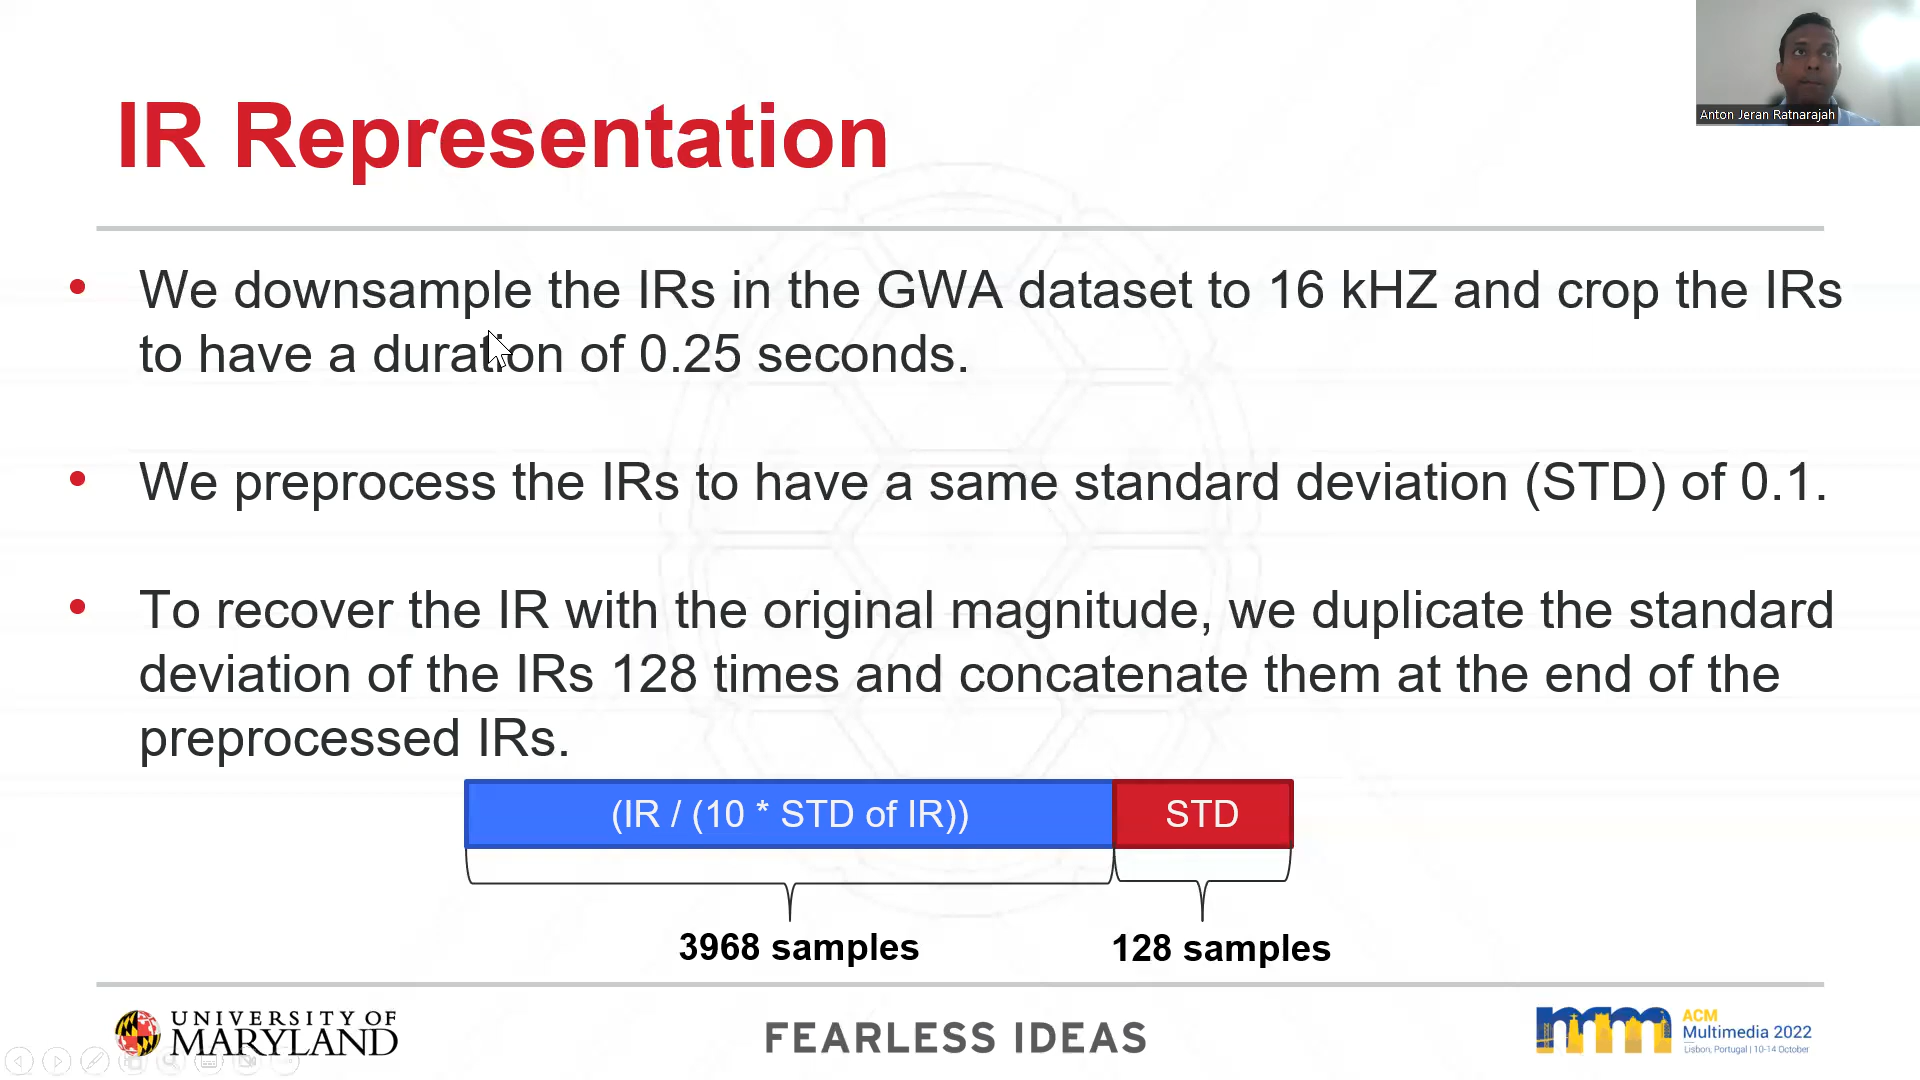 Anton Jeran Ratnarajah
IR Representation
• We downsample the IRs in the GWA dataset to 16 kHZ and crop the IRs
to have a duration of 0.25 seconds.
• We preprocess the IRs to have a same standard deviation (STD) of 0.1.
• To recover the IR with the original magnitude, we duplicate the standard
deviation of the IRs 128 times and concatenate them at the end of the
preprocessed IRs.
(IR / (10 * STD of IR)) STD
3968 samples 128 samples
UNIVERSITY OF
MARYLAND
FEARLESS IDEAS
ACM
Multimedia 2022
Lisbon, Portugal | 10-14 October